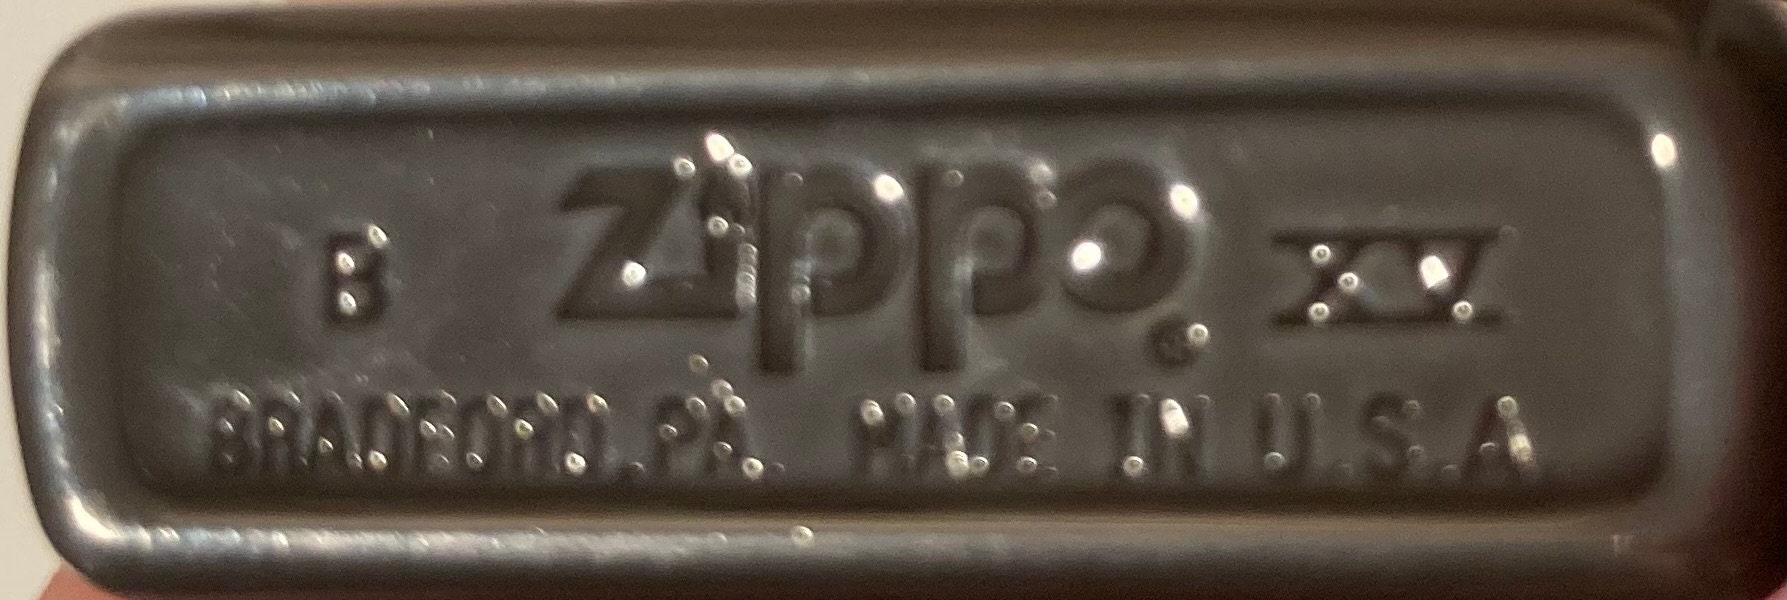 B Zippo® XV
BRADFORD, PA. MADE IN U.S.A.